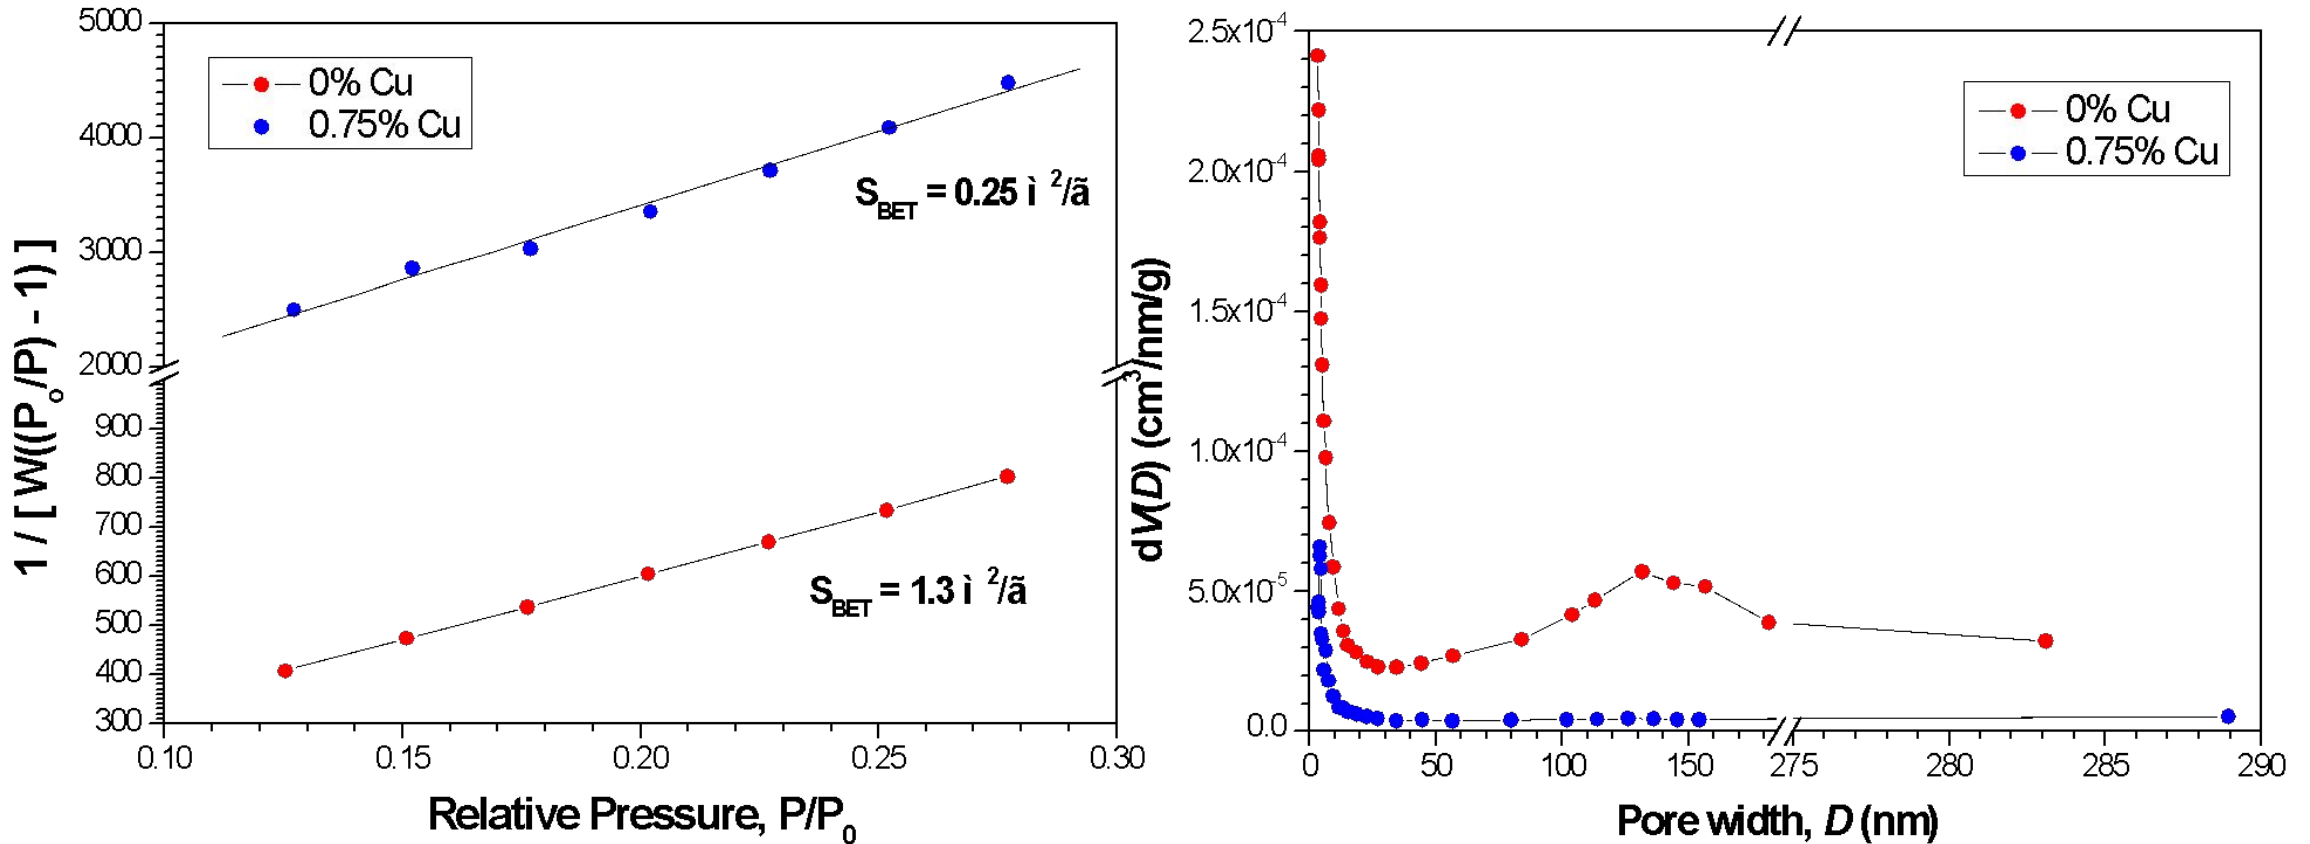 5000
4000
3000
2000
900
800
700
600
500
400
300
0.10
0.15
0.20
0.25
0.30
1 / [ W((Po/P) - 1) ]
Relative Pressure, P/P0
0% Cu
0.75% Cu
SBET = 0.25 ì ²/ã
SBET = 1.3 ì ²/ã
2.5x10⁻⁴
2.0x10⁻⁴
1.5x10⁻⁴
1.0x10⁻⁴
5.0x10⁻⁵
0.0
0
50
100
150
275
280
285
290
dV(D) (cm³/nm/g)
Pore width, D (nm)
0% Cu
0.75% Cu